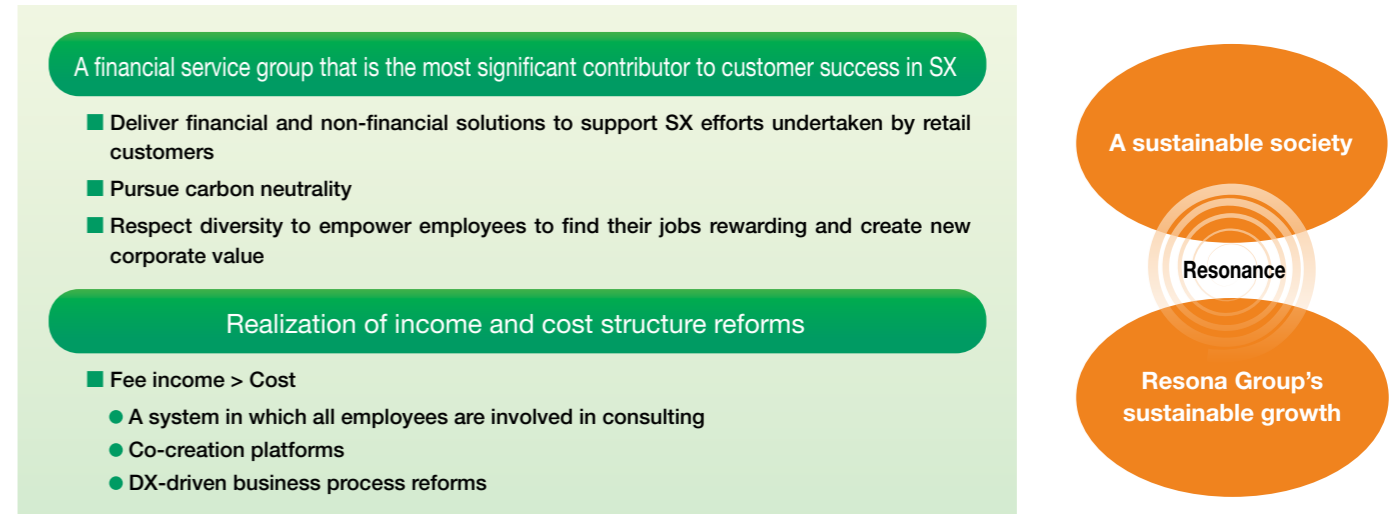 A financial service group that is the most significant contributor to customer success in SX
Deliver financial and non-financial solutions to support SX efforts undertaken by retail
customers
Pursue carbon neutrality
Respect diversity to empower employees to find their jobs rewarding and create new
corporate value
Realization of income and cost structure reforms
Fee income > Cost
A system in which all employees are involved in consulting
Co-creation platforms
DX-driven business process reforms
A sustainable society
Resonance
Resona Group’s
sustainable growth